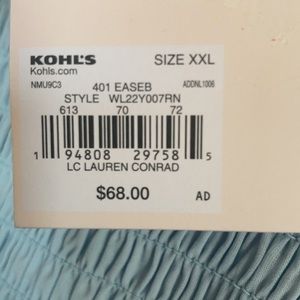 KOHL'S SIZE XXL
Kohls.com
NMU9C3 401 EASEB ADDNL1006
STYLE WL22Y007RN
613 70 72
1 94808 29758 5
LC LAUREN CONRAD
$68.00 AD